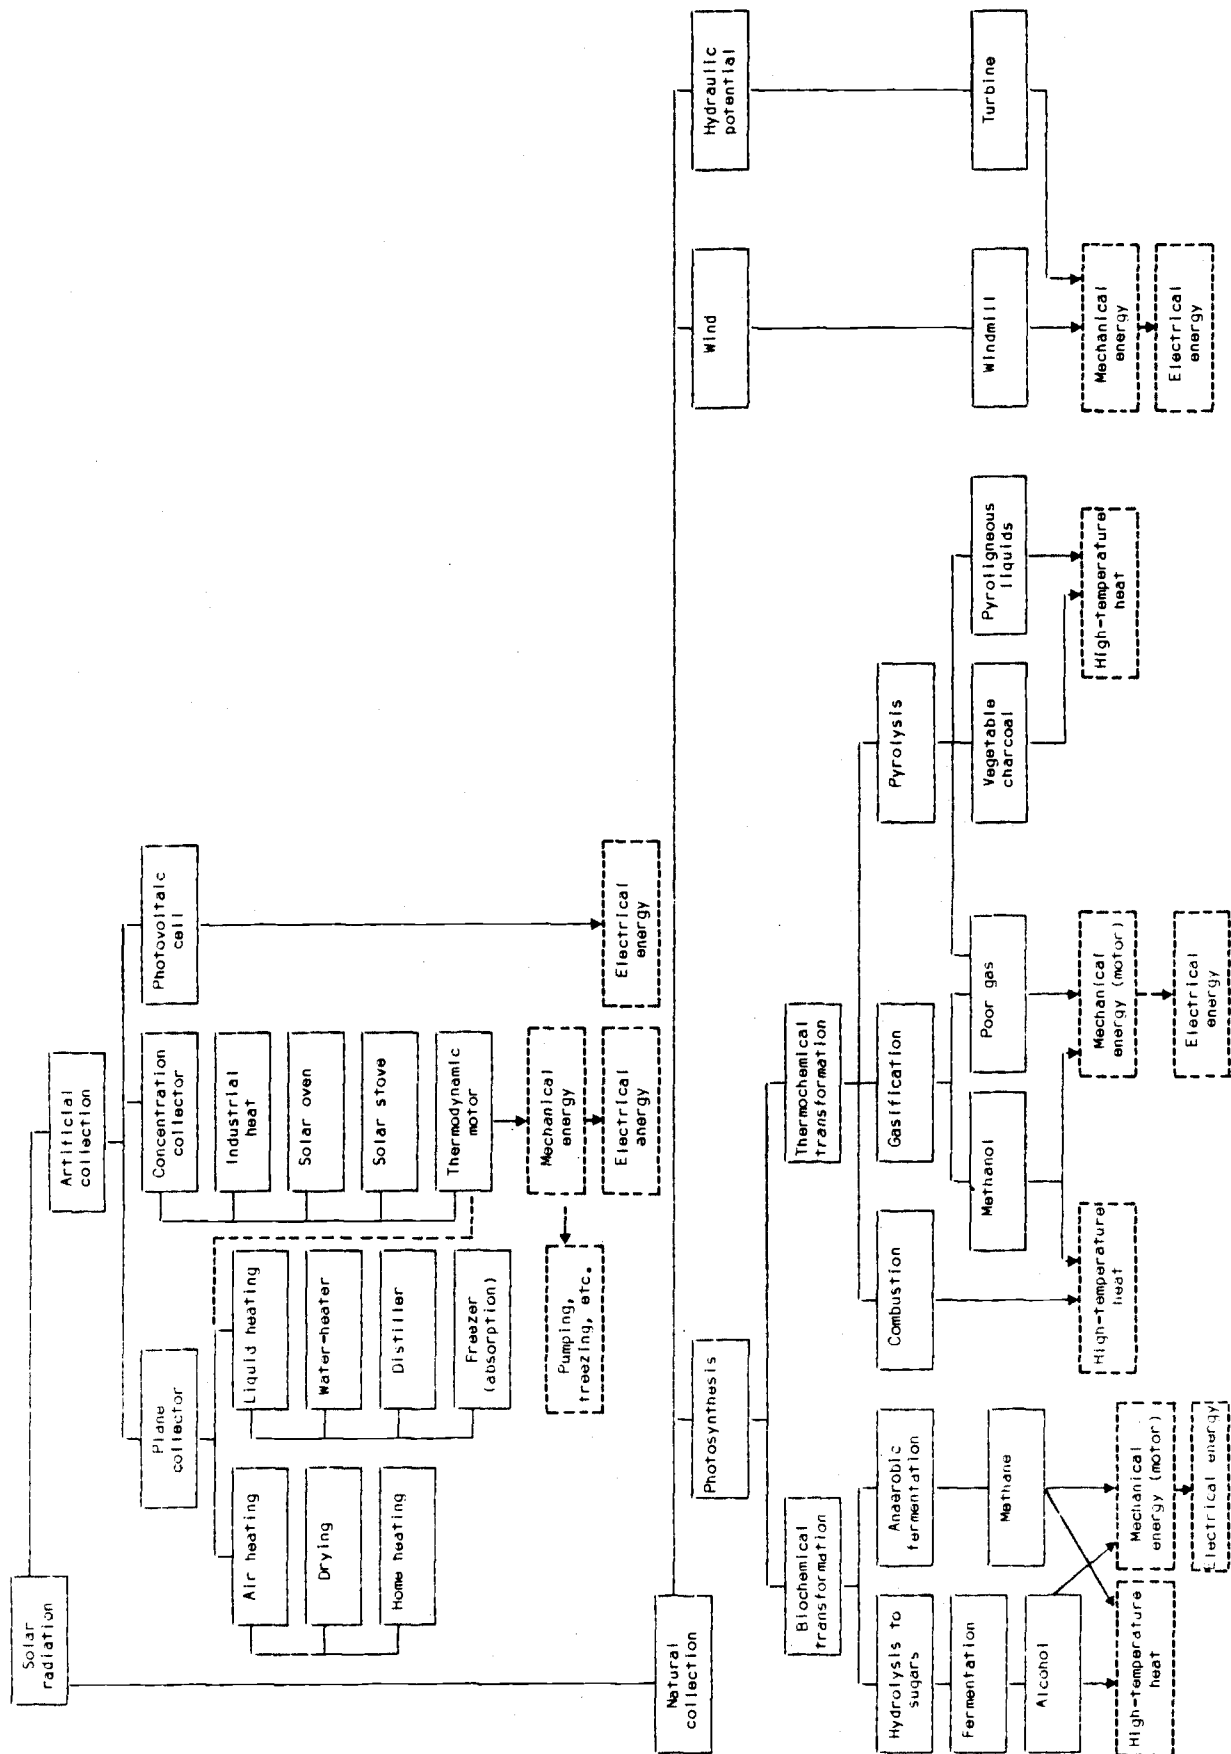 Solar
radiation
Artificial
collection
Plane
collector
Concentration
collector
Photovoltaic
cell
Air heating
Liquid heating
Industrial
heat
Drying
Water-heater
Solar oven
Home heating
Distiller
Solar stove
Freezer
(absorption)
Thermodynamic
motor
Pumping,
freezing, etc.
Mechanical
energy
Electrical
energy
Electrical
energy
Natural
collection
Photosynthesis
Wind
Hydraulic
potential
Biochemical
transformation
Thermochemical
transformation
Hydrolysis to
sugars
Anaerobic
fermentation
Combustion
Gasification
Pyrolysis
Fermentation
Alcohol
Methane
Methanol
Poor gas
Vegetable
charcoal
Pyroligneous
liquids
Windmill
Turbine
High-temperature
heat
Mechanical
energy (motor)
Electrical energy
High-temperature
heat
Mechanical
energy (motor)
Electrical
energy
High-temperature
heat
Mechanical
energy
Electrical
energy